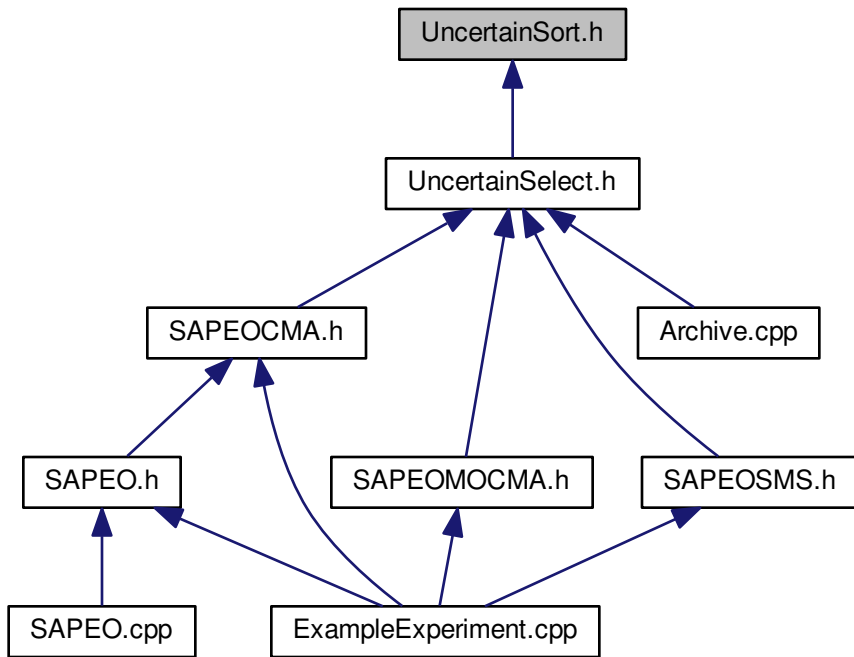 UncertainSort.h
UncertainSelect.h
SAPEOCMA.h
Archive.cpp
SAPEO.h
SAPEOMOCMA.h
SAPEOSMS.h
SAPEO.cpp
ExampleExperiment.cpp